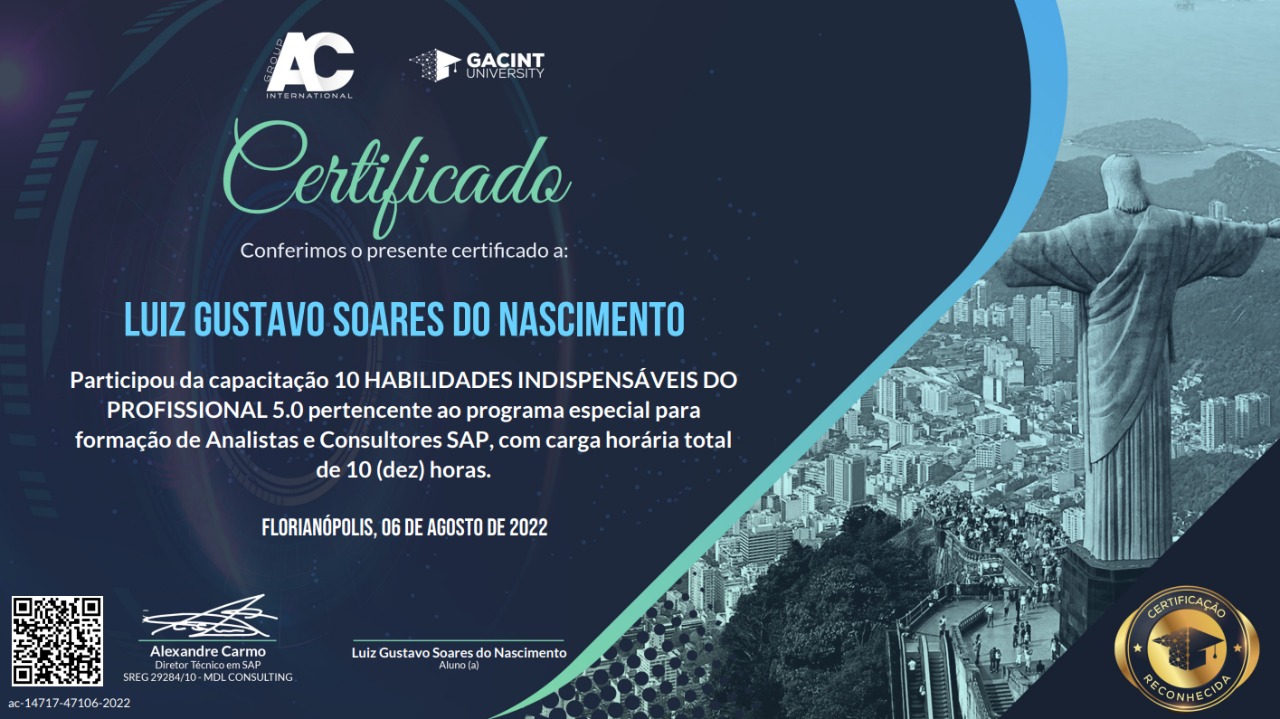 GROUP
AC
INTERNATIONAL
GACINT
UNIVERSITY
Certificado
Conferimos o presente certificado a:
LUIZ GUSTAVO SOARES DO NASCIMENTO
Participou da capacitação 10 HABILIDADES INDISPENSÁVEIS DO
PROFISSIONAL 5.0 pertencente ao programa especial para
formação de Analistas e Consultores SAP, com carga horária total
de 10 (dez) horas.
FLORIANÓPOLIS, 06 DE AGOSTO DE 2022
Alexandre Carmo
Diretor Técnico em SAP
SREG 29284/10 - MDL CONSULTING
Luiz Gustavo Soares do Nascimento
Aluno (a)
ac-14717-47106-2022
CERTIFICAÇÃO
RECONHECIDA